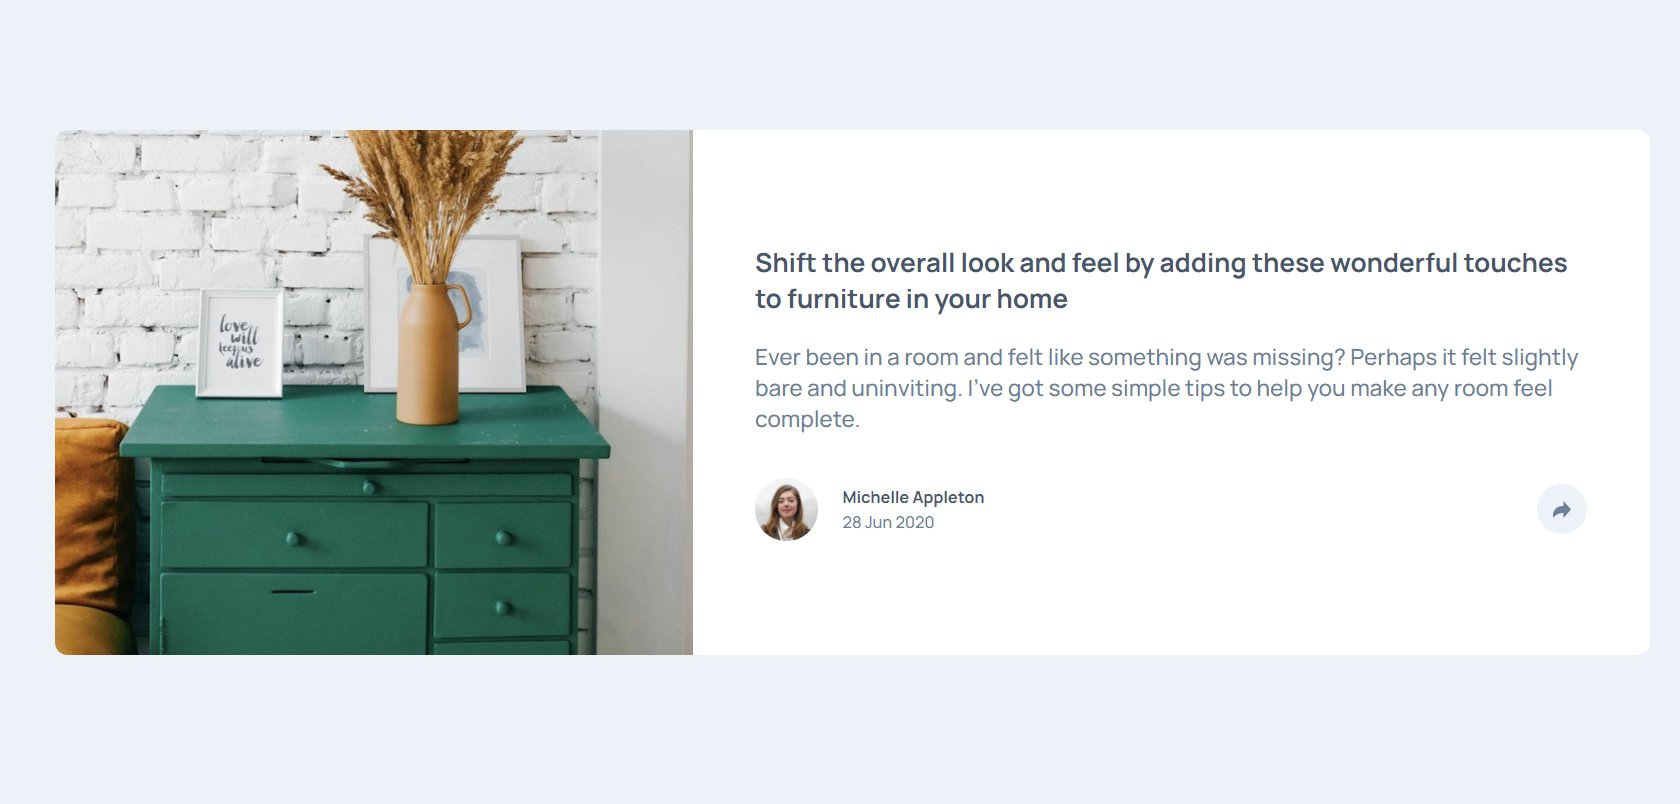 love
will
keep us
alive
Shift the overall look and feel by adding these wonderful touches
to furniture in your home
Ever been in a room and felt like something was missing? Perhaps it felt slightly
bare and uninviting. I’ve got some simple tips to help you make any room feel
complete.
Michelle Appleton
28 Jun 2020